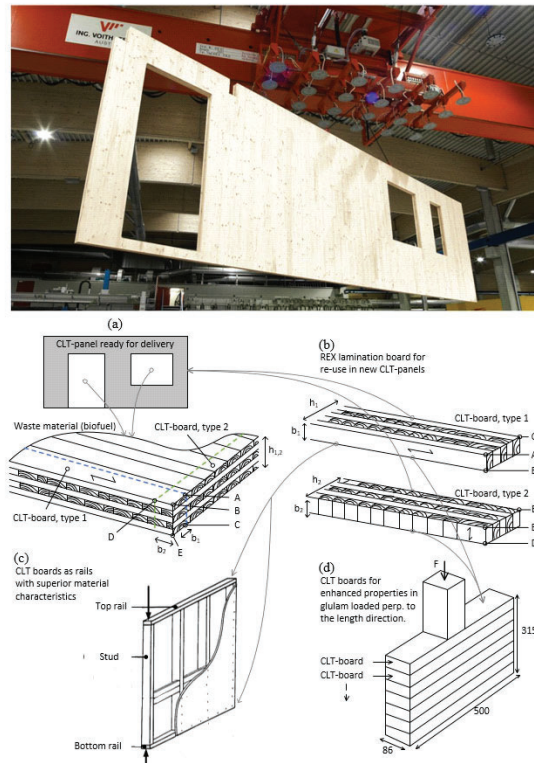 ING. VOITH
AUST
(a)
CLT-panel ready for delivery
Waste material (biofuel)
CLT-board, type 2
h1,2
CLT-board, type 1
A
B
C
D
E
b2
b1
(b)
REX lamination board for
re-use in new CLT-panels
h1
b1
CLT-board, type 1
C
A
h2
b2
CLT-board, type 2
D
(c)
CLT boards as rails
with superior material
characteristics
Top rail
Stud
Bottom rail
(d)
CLT boards for
enhanced properties in
glulam loaded perp. to
the length direction.
F
CLT-board
CLT-board
315
500
86